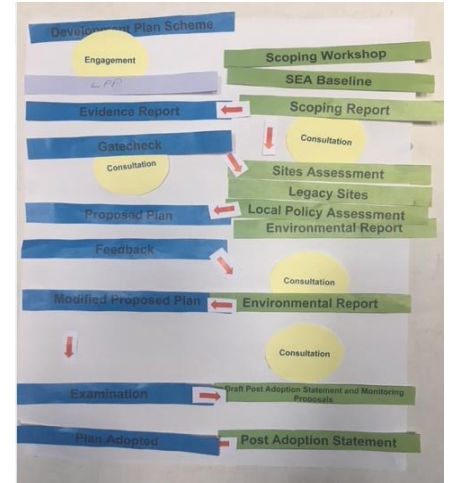 Development Plan Scheme
Engagement
Scoping Workshop
LPP
SEA Baseline
Evidence Report
Scoping Report
Consultation
Gatecheck
Consultation
Sites Assessment
Legacy Sites
Proposed Plan
Local Policy Assessment
Environmental Report
Feedback
Consultation
Modified Proposed Plan
Environmental Report
Consultation
Examination
Draft Post Adoption Statement and Monitoring
Proposals
Plan Adopted
Post Adoption Statement